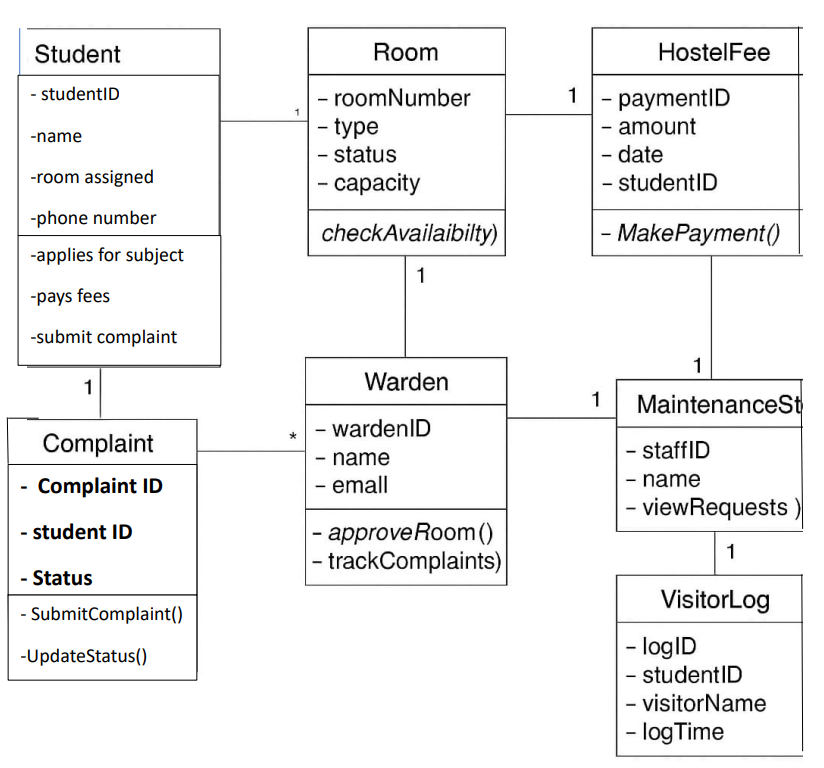 Student
- studentID
-name
-room assigned
-phone number
-applies for subject
-pays fees
-submit complaint
1
Room
– roomNumber
– type
– status
– capacity
checkAvailaibilty)
1
HostelFee
– paymentID
– amount
– date
– studentID
– MakePayment()
1
1
1
Complaint
- Complaint ID
- student ID
- Status
- SubmitComplaint()
-UpdateStatus()
*
Warden
– wardenID
– name
– emall
– approveRoom()
– trackComplaints)
1
MaintenanceSt
– staffID
– name
– viewRequests )
1
VisitorLog
– logID
– studentID
– visitorName
– logTime